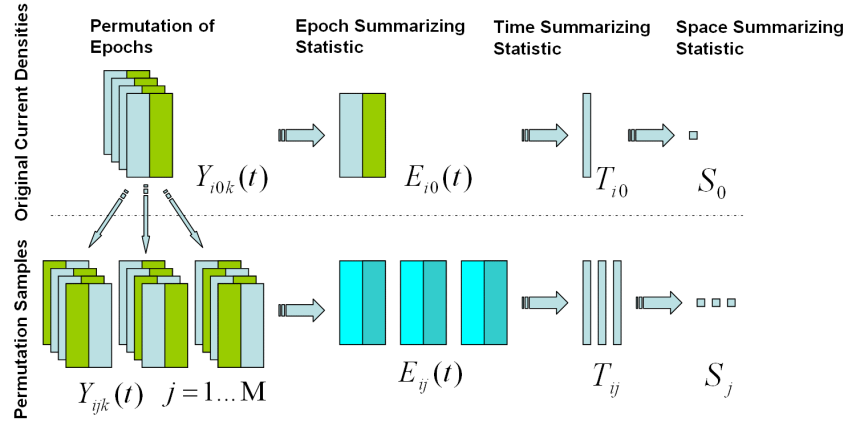 Permutation of
Epochs
Epoch Summarizing
Statistic
Time Summarizing
Statistic
Space Summarizing
Statistic
Original Current Densities
Y_{i0k}(t)
E_{i0}(t)
T_{i0}
S_0
Permutation Samples
Y_{ijk}(t) j = 1...M
E_{ij}(t)
T_{ij}
S_j